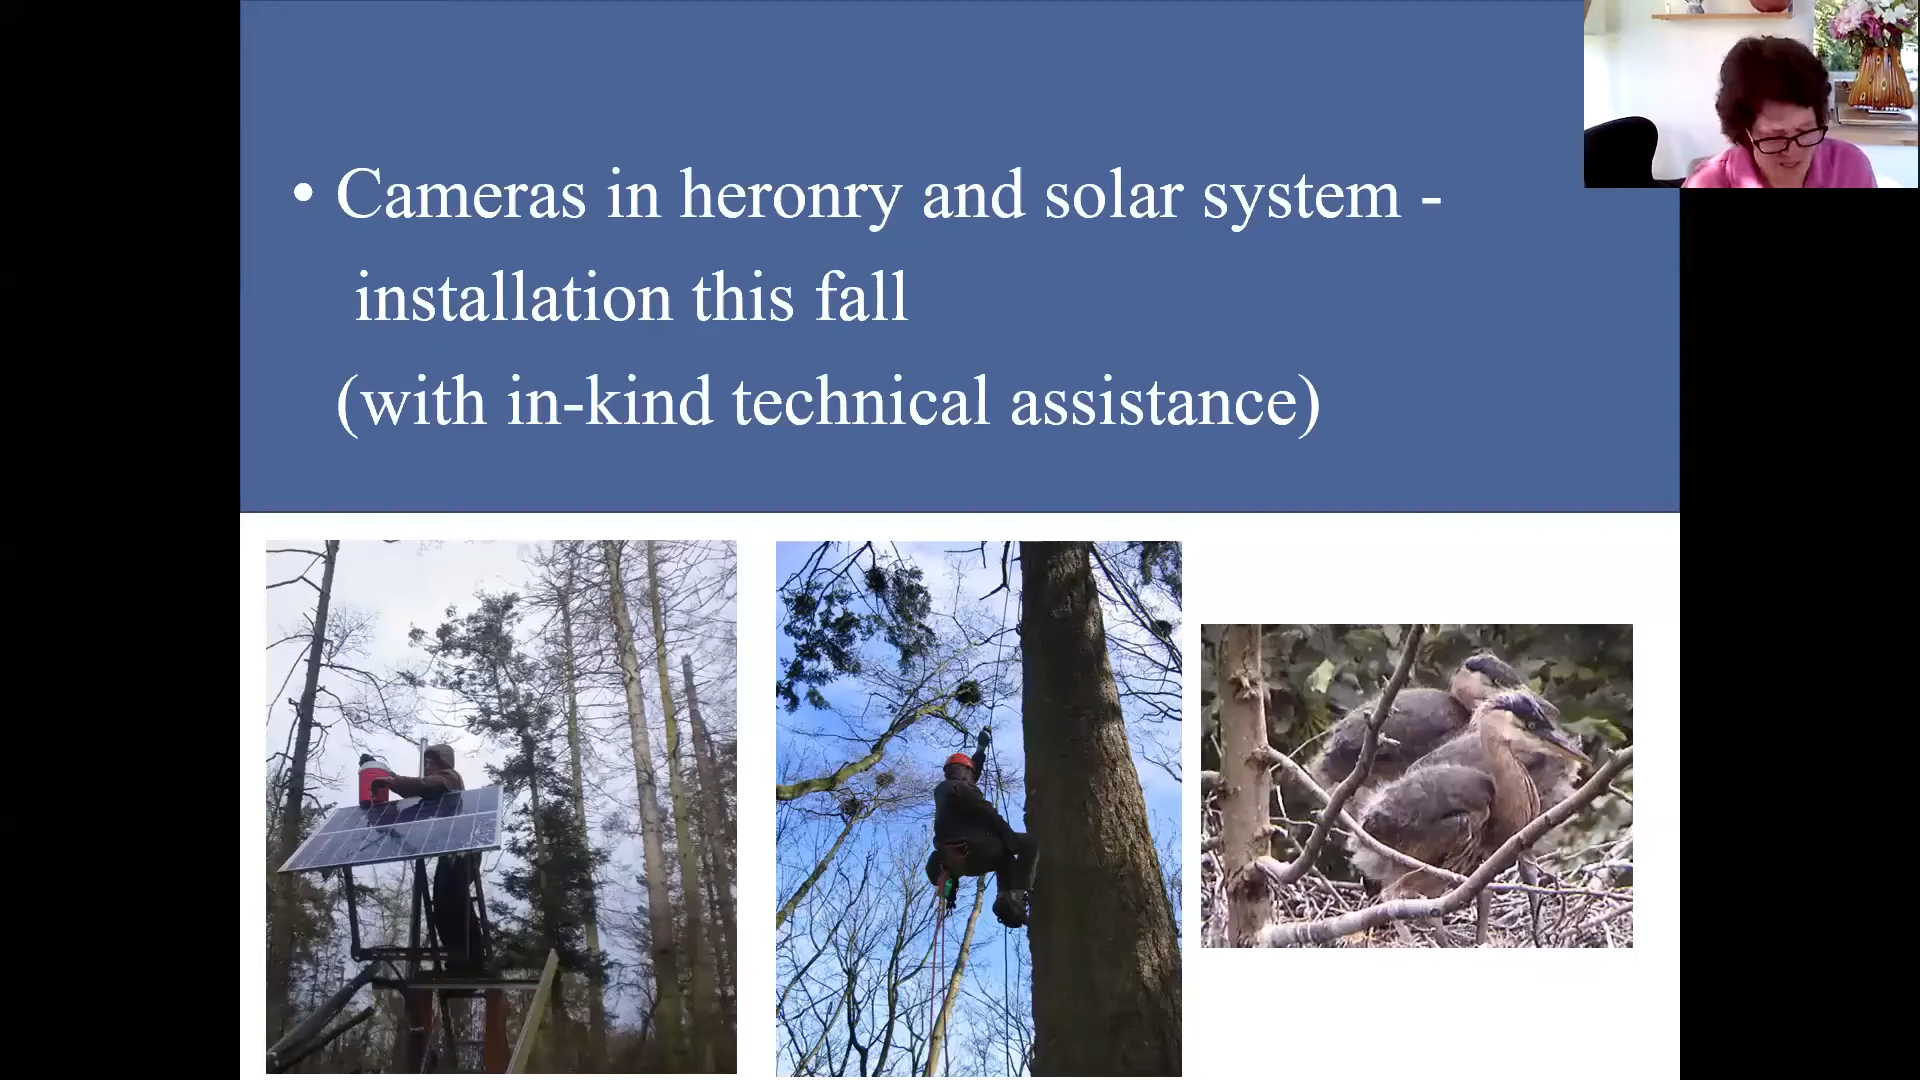 • Cameras in heronry and solar system -
installation this fall
(with in-kind technical assistance)